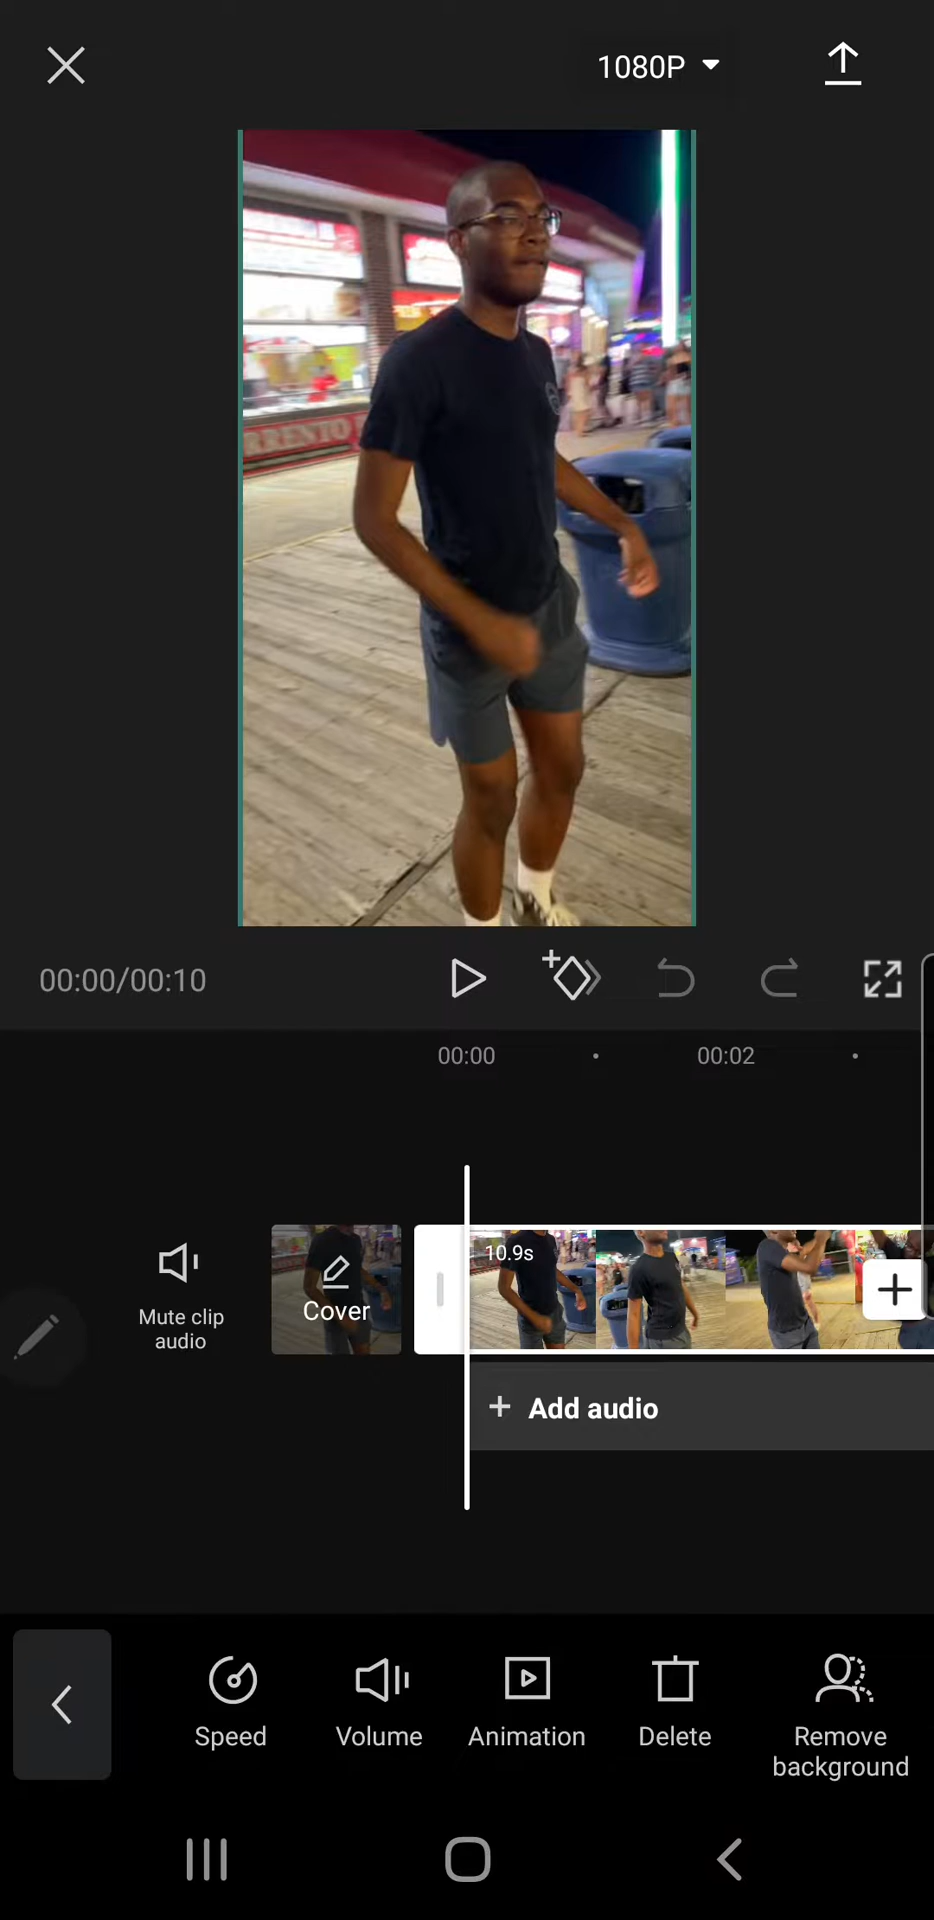 1080P
RRENTO
00:00/00:10
00:00
00:02
10.9s
Mute clip
audio
Cover
Add audio
Speed
Volume
Animation
Delete
Remove
background